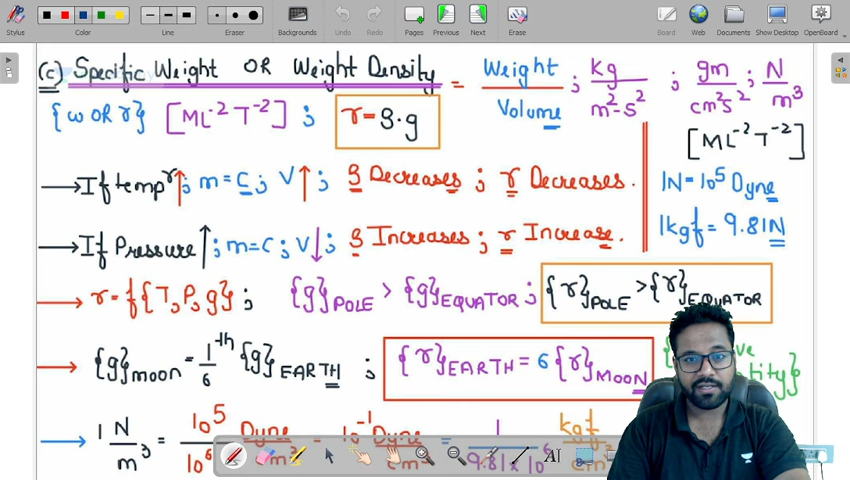 Stylus Color Line Eraser Backgrounds Undo Redo Pages Previous Next Erase Board Web Documents Show Desktop OpenBoard
(c) Specific Weight OR Weight Density = Weight / Volume ; kg / m²-s² ; gm / cm²s² ; N / m³
{w OR r} [ML⁻²T⁻²] ; r = S·g
[ML⁻²T⁻²]
→ If tempʳ↑; m=C; V↑; S Decreases; r Decreases.
1N = 10⁵ Dyne
→ If Pressure↑; m=C; V↓; S Increases; r Increase.
1kgf = 9.81N
→ r = f{T, P, g}; {g}POLE > {g}EQUATOR; {r}POLE > {r}EQUATOR
→ {g}moon = 1/6 th {g}EARTH ; {r}EARTH = 6 {r}MOON
→ 1 N/m³ = 10⁵ / 10⁶ Dyne = 10⁻¹ Dyne = 1 / 9.81×10⁶ kgf